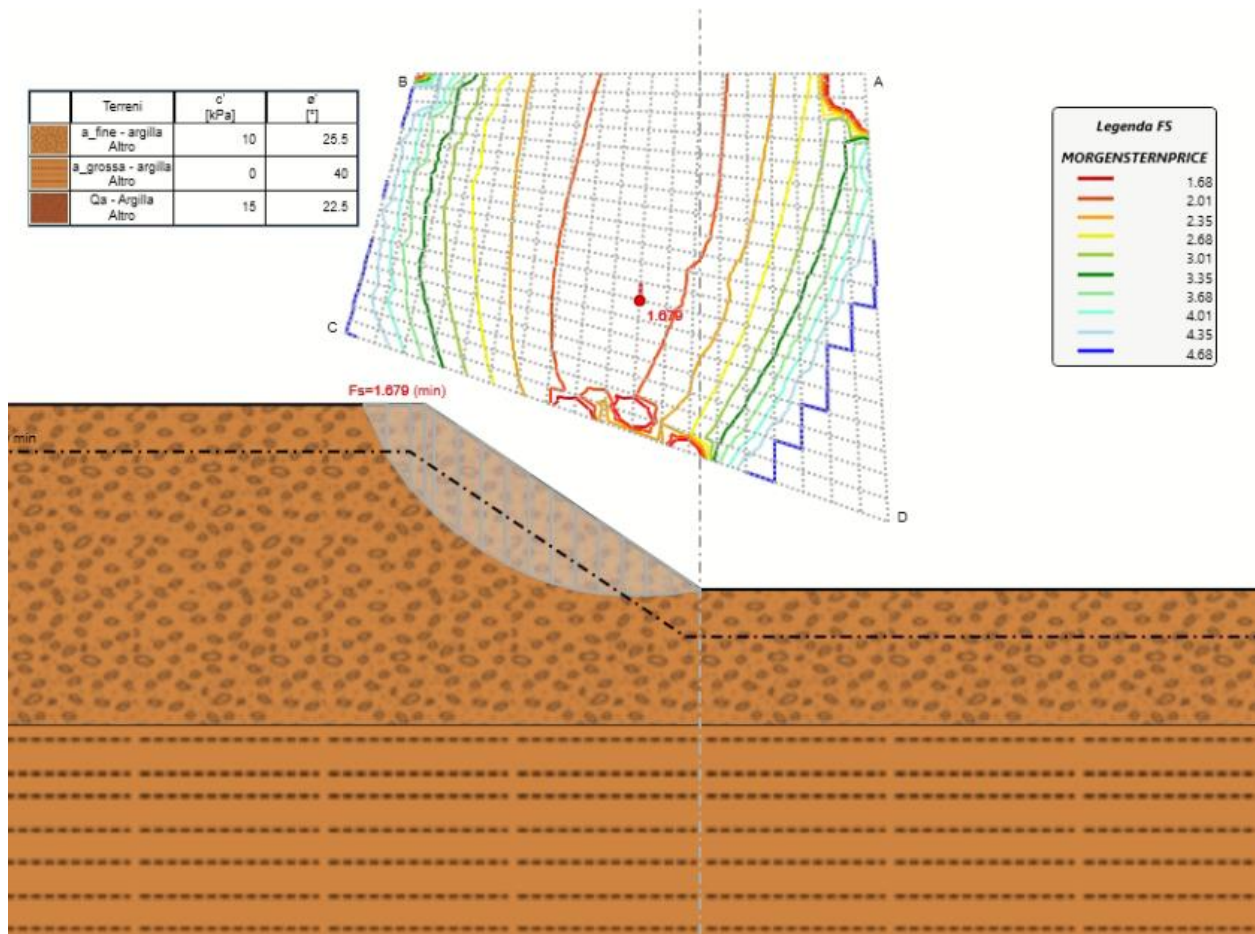 B
A
Terreni
c'
[kPa]
ø'
[°]
a_fine - argilla
Altro
10
25.5
a_grossa - argilla
Altro
0
40
Qa - Argilla
Altro
15
22.5
Legenda FS
MORGENSTERNPRICE
1.68
2.01
2.35
2.68
3.01
3.35
3.68
4.01
4.35
4.68
1.679
C
Fs=1.679 (min)
min
D